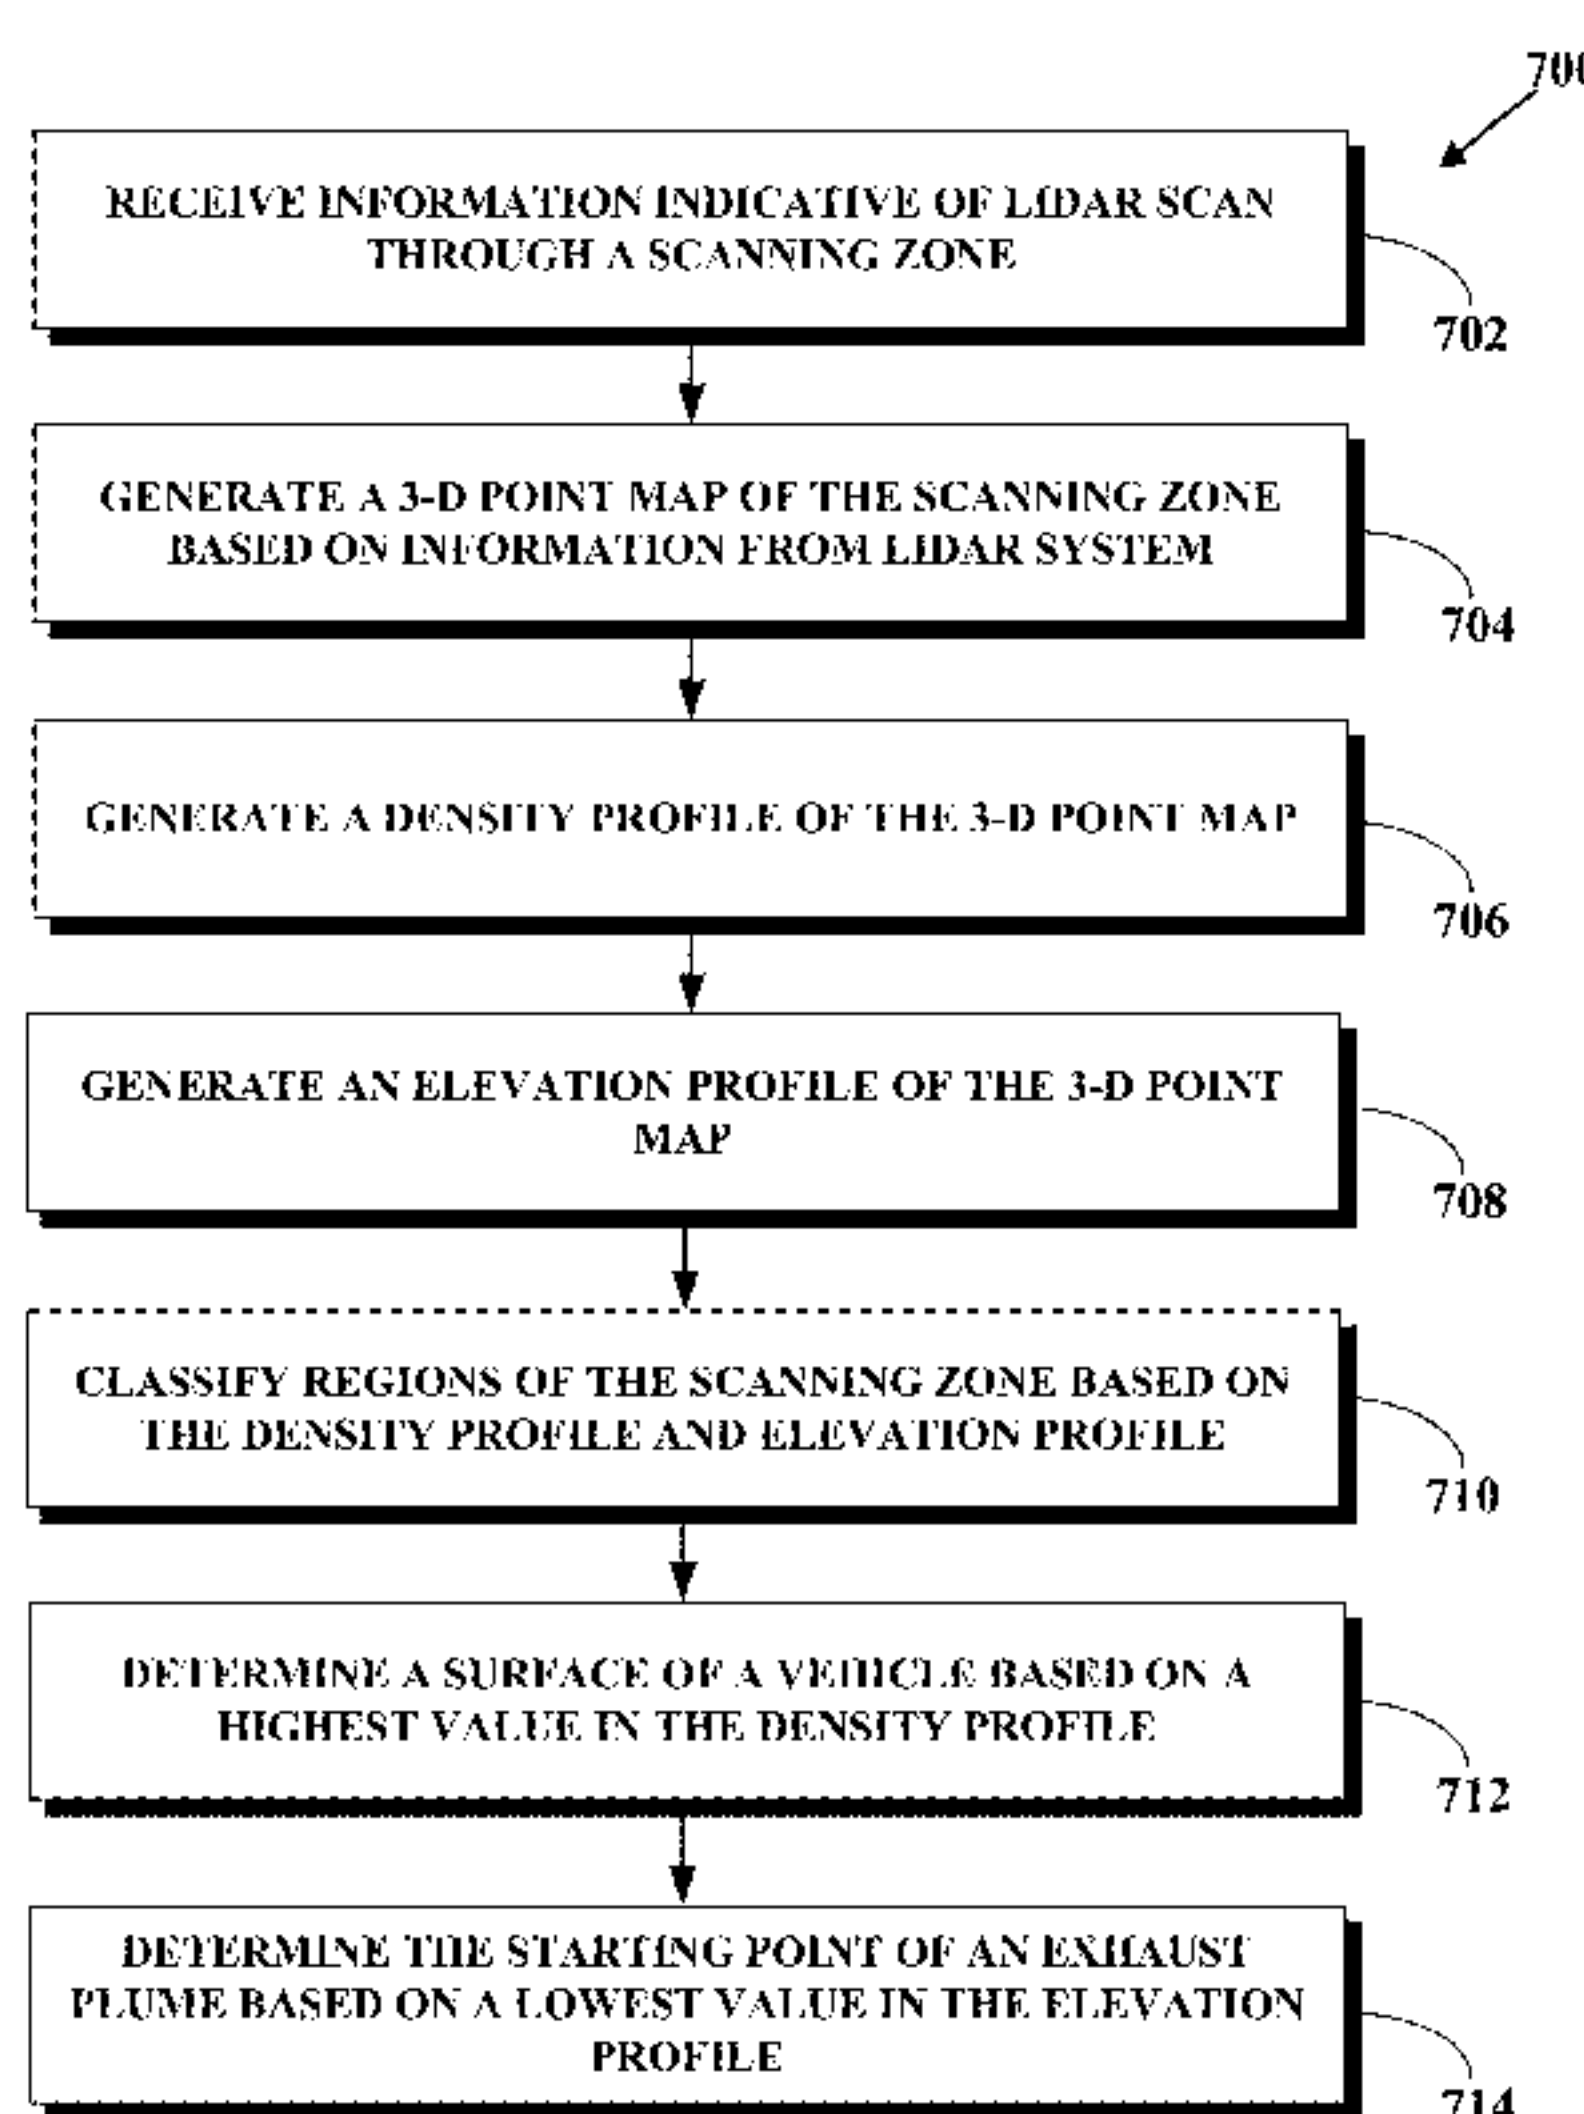 700
RECEIVE INFORMATION INDICATIVE OF LIDAR SCAN
THROUGH A SCANNING ZONE
702
GENERATE A 3-D POINT MAP OF THE SCANNING ZONE
BASED ON INFORMATION FROM LIDAR SYSTEM
704
GENERATE A DENSITY PROFILE OF THE 3-D POINT MAP
706
GENERATE AN ELEVATION PROFILE OF THE 3-D POINT
MAP
708
CLASSIFY REGIONS OF THE SCANNING ZONE BASED ON
THE DENSITY PROFILE AND ELEVATION PROFILE
710
DETERMINE A SURFACE OF A VEHICLE BASED ON A
HIGHEST VALUE IN THE DENSITY PROFILE
712
DETERMINE THE STARTING POINT OF AN EXHAUST
PLUME BASED ON A LOWEST VALUE IN THE ELEVATION
PROFILE
714